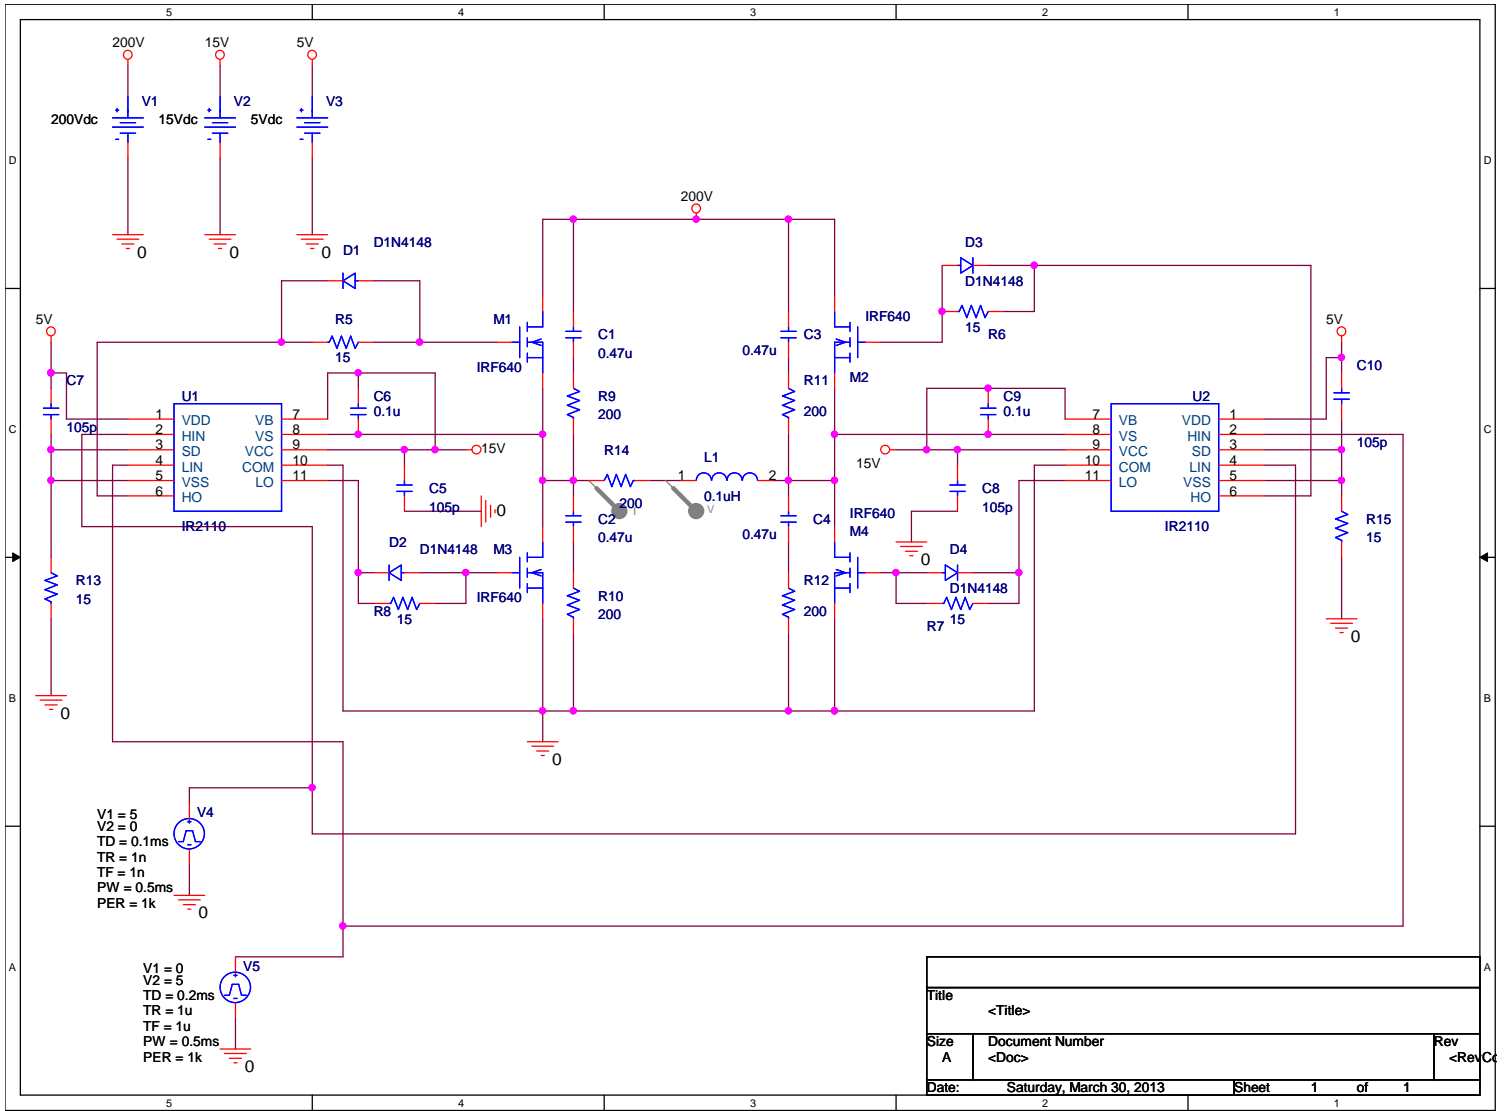 5 4 3 2 1
D D
C C
B B
A A
5 4 3 2 1
200V 15V 5V
V1 V2 V3
200Vdc 15Vdc 5Vdc
0 0
200V
D1 D1N4148
D3
D1N4148
R5
15
R6
15
5V
C7
105p
M1
IRF640
C1
0.47u
C3
0.47u
IRF640
M2
5V
C10
105p
R9
200
R11
200
U1
1 VDD
2 HIN
3 SD
4 LIN
5 VSS
6 HO
VB 7
VS 8
VCC 9
COM 10
LO 11
IR2110
C6
0.1u
15V
C5
105p
0
R14
200
I
L1
1 2
0.1uH
V
C9
0.1u
15V
C8
105p
0
U2
7 VB
8 VS
9 VCC
10 COM
11 LO
VDD 1
HIN 2
SD 3
LIN 4
VSS 5
HO 6
IR2110
R15
15
0
C2
0.47u
C4
0.47u
IRF640
M4
D2 D1N4148
M3
IRF640
R8
15
R10
200
R12
200
D4
D1N4148
R7
15
R13
15
0
0
V4
V1 = 5
V2 = 0
TD = 0.1ms
TR = 1n
TF = 1n
PW = 0.5ms
PER = 1k
0
V5
V1 = 0
V2 = 5
TD = 0.2ms
TR = 1u
TF = 1u
PW = 0.5ms
PER = 1k
0
Title
<Title>
Size Document Number Rev
A <Doc> <RevCo
Date: Saturday, March 30, 2013 Sheet 1 of 1